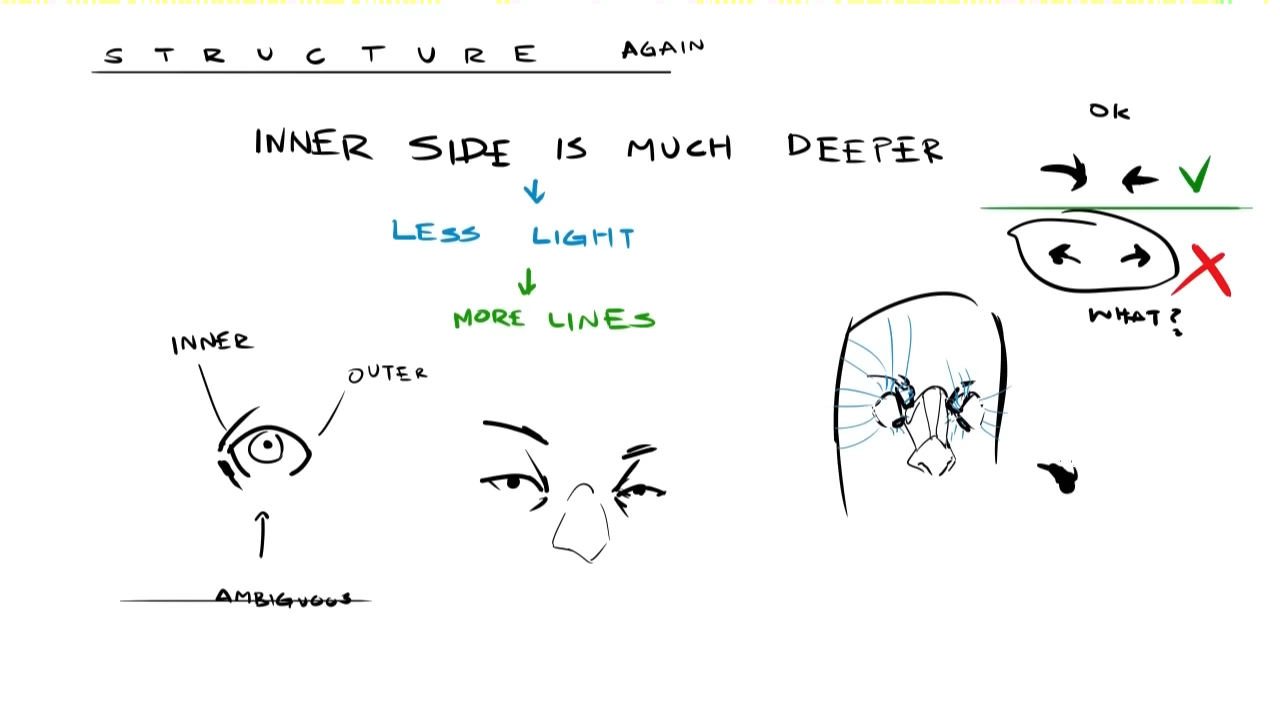 STRUCTURE AGAIN
INNER SIDE IS MUCH DEEPER
OK
LESS LIGHT
MORE LINES
WHAT?
INNER
OUTER
AMBIGUOUS